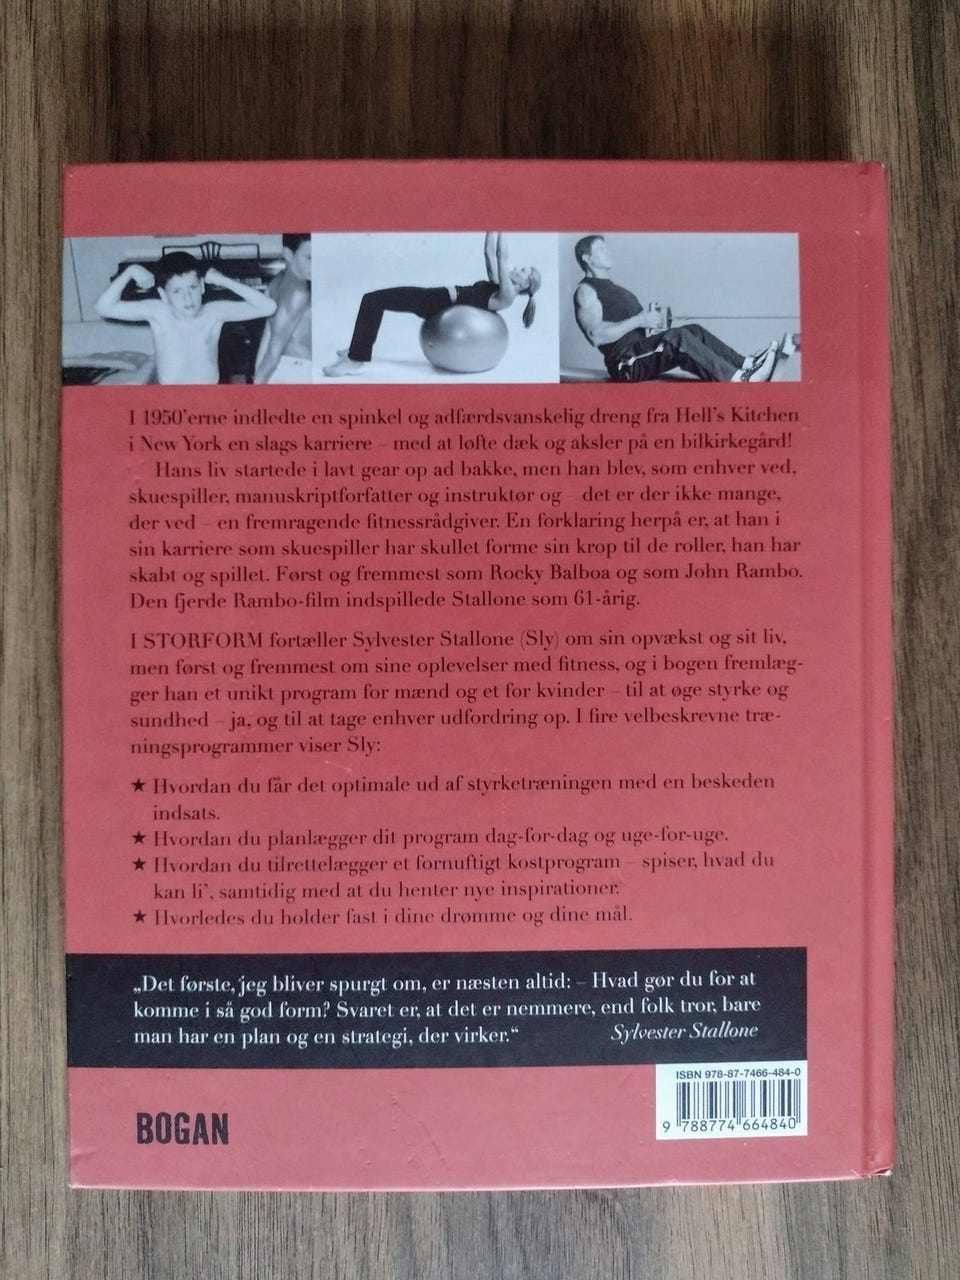 I 1950'erne indledte en spinkel og adfærdsvanskelig dreng fra Hell's Kitchen
i New York en slags karriere – med at løfte dæk og aksler på en bilkirkegård!
Hans liv startede i lavt gear op ad bakke, men han blev, som enhver ved,
skuespiller, manuskriptforfatter og instruktør og – det er der ikke mange,
der ved – en fremragende fitnessrådgiver. En forklaring herpå er, at han i
sin karriere som skuespiller har skullet forme sin krop til de roller, han har
skabt og spillet. Først og fremmest som Rocky Balboa og som John Rambo.
Den fjerde Rambo-film indspillede Stallone som 61-årig.
I STORFORM fortæller Sylvester Stallone (Sly) om sin opvækst og sit liv,
men først og fremmest om sine oplevelser med fitness, og i bogen fremlæg-
ger han et unikt program for mænd og et for kvinder – til at øge styrke og
sundhed – ja, og til at tage enhver udfordring op. I fire velbeskrevne træ-
ningsprogrammer viser Sly:
★ Hvordan du får det optimale ud af styrketræningen med en beskeden
indsats.
★ Hvordan du planlægger dit program dag-for-dag og uge-for-uge.
★ Hvordan du tilrettelægger et fornuftigt kostprogram – spiser, hvad du
kan li', samtidig med at du henter nye inspirationer.
★ Hvorledes du holder fast i dine drømme og dine mål.
„Det første, jeg bliver spurgt om, er næsten altid: – Hvad gør du for at
komme i så god form? Svaret er, at det er nemmere, end folk tror, bare
man har en plan og en strategi, der virker.“ Sylvester Stallone
ISBN 978-87-7466-484-0
9 788774 664840
BOGAN